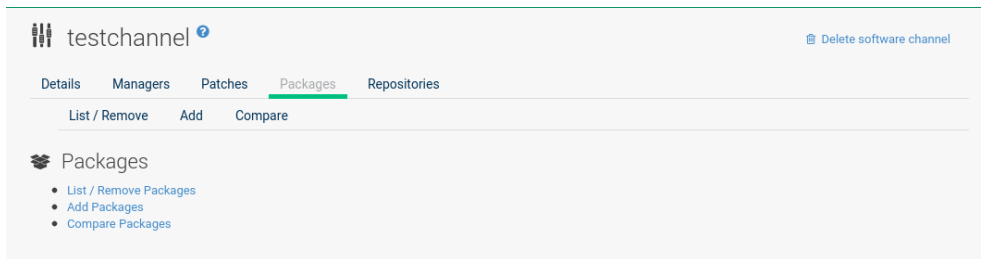 testchannel ?
Delete software channel
Details Managers Patches Packages Repositories
List / Remove Add Compare
Packages
List / Remove Packages
Add Packages
Compare Packages